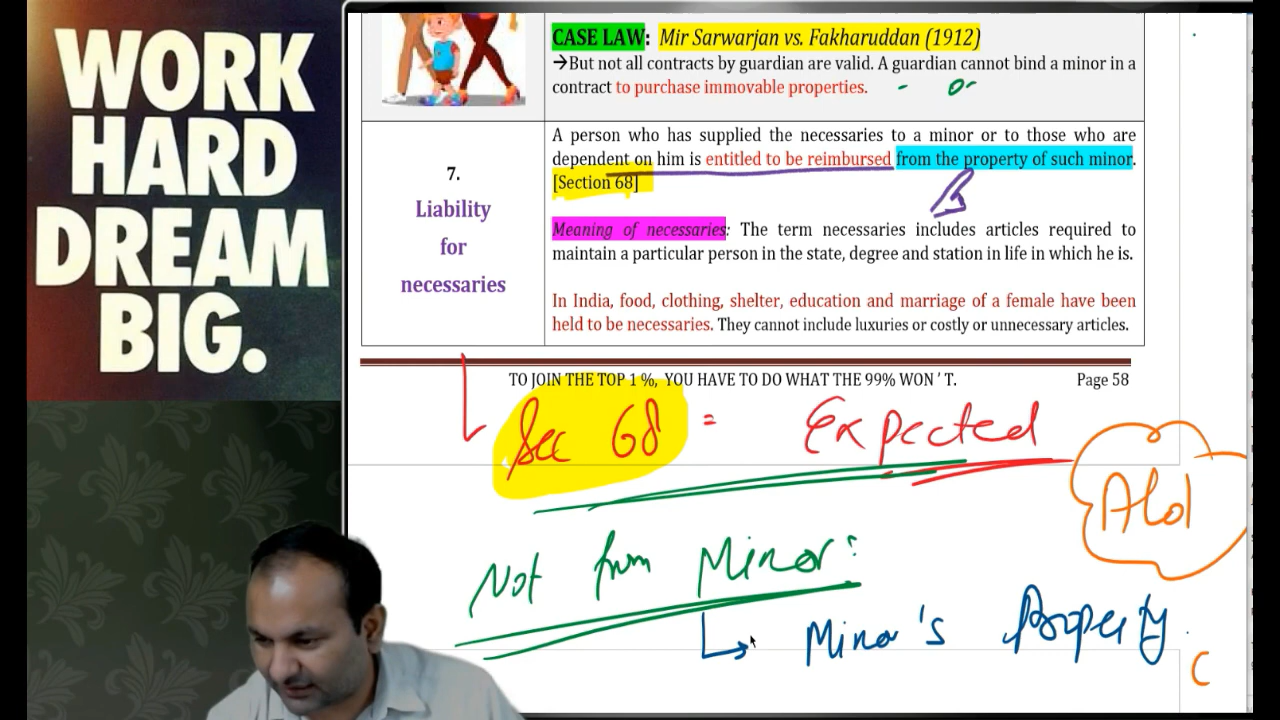 WORK
HARD
DREAM
BIG.
CASE LAW: Mir Sarwarjan vs. Fakharuddan (1912)
→But not all contracts by guardian are valid. A guardian cannot bind a minor in a
contract to purchase immovable properties.
7.
Liability
for
necessaries
A person who has supplied the necessaries to a minor or to those who are
dependent on him is entitled to be reimbursed from the property of such minor.
[Section 68]
Meaning of necessaries: The term necessaries includes articles required to
maintain a particular person in the state, degree and station in life in which he is.
In India, food, clothing, shelter, education and marriage of a female have been
held to be necessaries. They cannot include luxuries or costly or unnecessary articles.
TO JOIN THE TOP 1 %, YOU HAVE TO DO WHAT THE 99% WON ' T.
Page 58
Sec 68 = Expected
Not from Minor:
Minor's Property